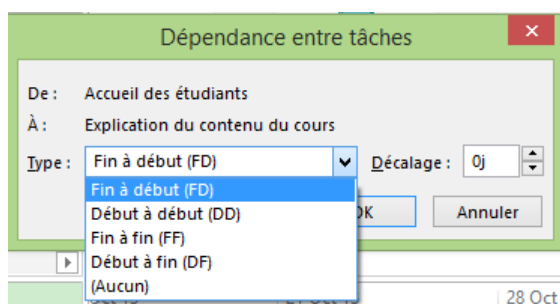 Dépendance entre tâches
De : Accueil des étudiants
À : Explication du contenu du cours
Type : Fin à début (FD) Décalage : 0j
Fin à début (FD)
Début à début (DD)
Fin à fin (FF)
Début à fin (DF)
(Aucun)
Annuler
28 Oct